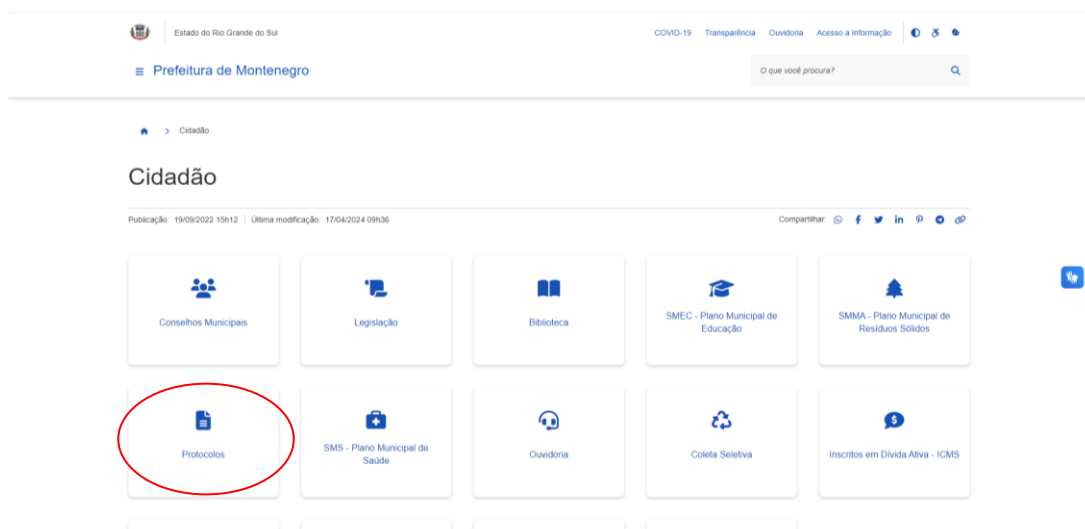 Estado do Rio Grande do Sul
COVID-19 Transparência Ouvidoria Acesso a Informação
Prefeitura de Montenegro
O que você procura?
Cidadão
Cidadão
Publicação: 19/09/2022 15h12 | Última modificação: 17/04/2024 09h36
Compartilhar:
Conselhos Municipais
Legislação
Biblioteca
SMEC - Plano Municipal de
Educação
SMMA - Plano Municipal de
Resíduos Sólidos
Protocolos
SMS - Plano Municipal de
Saúde
Ouvidoria
Coleta Seletiva
Inscritos em Dívida Ativa - ICMS